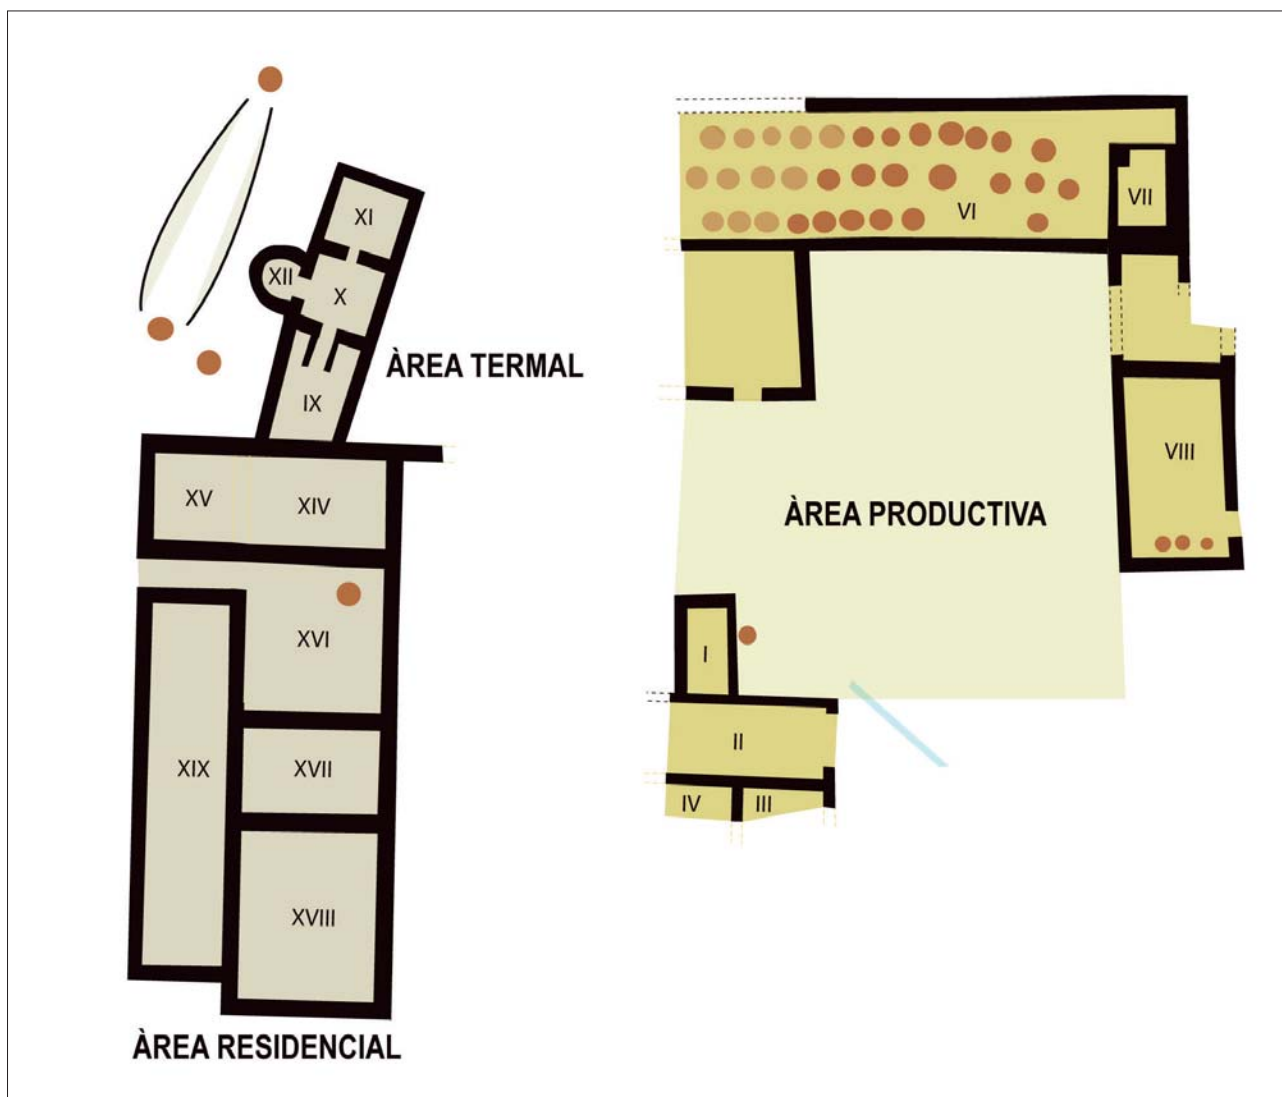 XI
XII
X
ÀREA TERMAL
IX
XV
XIV
XVI
XIX
XVII
XVIII
ÀREA RESIDENCIAL
VI
VII
VIII
ÀREA PRODUCTIVA
I
II
IV
III